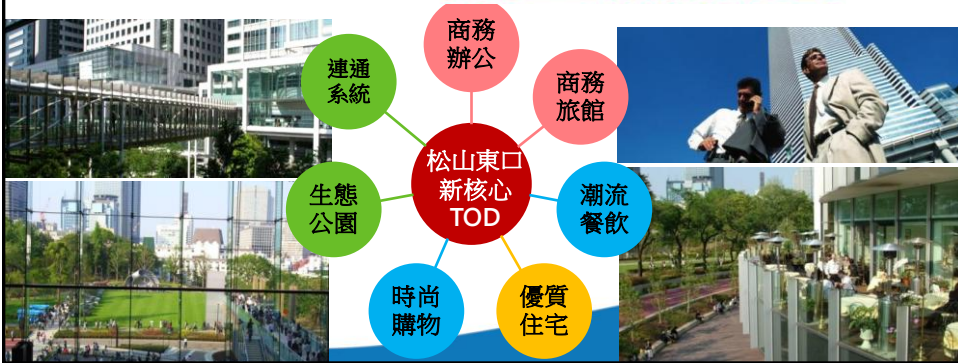 商務
辦公
連通
系統
商務
旅館
松山東口
新核心
TOD
生態
公園
潮流
餐飲
時尚
購物
優質
住宅